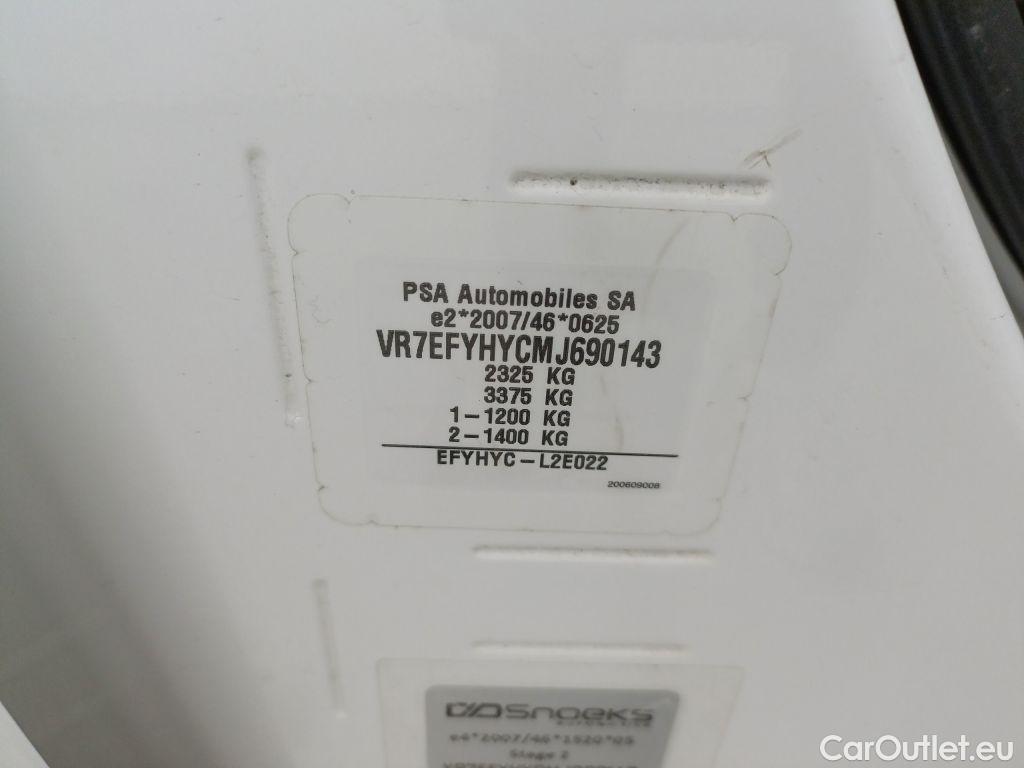 PSA Automobiles SA
e2*2007/46*0625
VR7EFYHYCMJ690143
2325 KG
3375 KG
1-1200 KG
2-1400 KG
EFYHYC-L2E022
200609008
Snoeks
e4*2007/46*1520*05
Stage 2
CarOutlet.eu